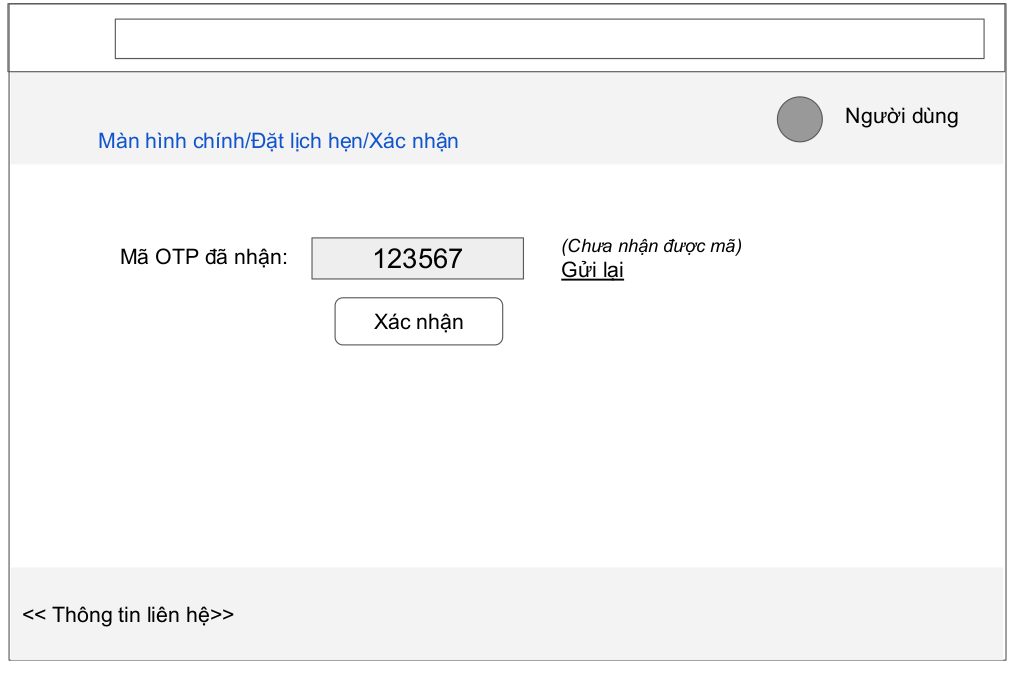 Người dùng
Màn hình chính/Đặt lịch hẹn/Xác nhận
Mã OTP đã nhận:
123567
(Chưa nhận được mã)
Gửi lại
Xác nhận
<< Thông tin liên hệ>>